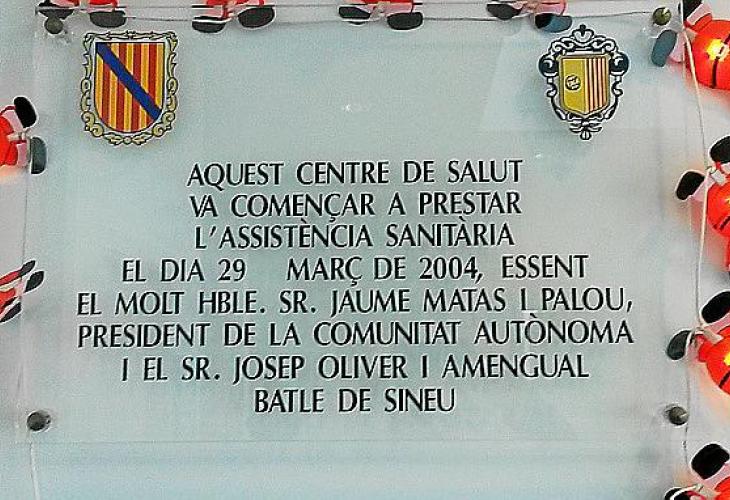 AQUEST CENTRE DE SALUT
VA COMENÇAR A PRESTAR
L'ASSISTÈNCIA SANITÀRIA
EL DIA 29 MARÇ DE 2004, ESSENT
EL MOLT HBLE. SR. JAUME MATAS I PALOU,
PRESIDENT DE LA COMUNITAT AUTÒNOMA
I EL SR. JOSEP OLIVER I AMENGUAL
BATLE DE SINEU